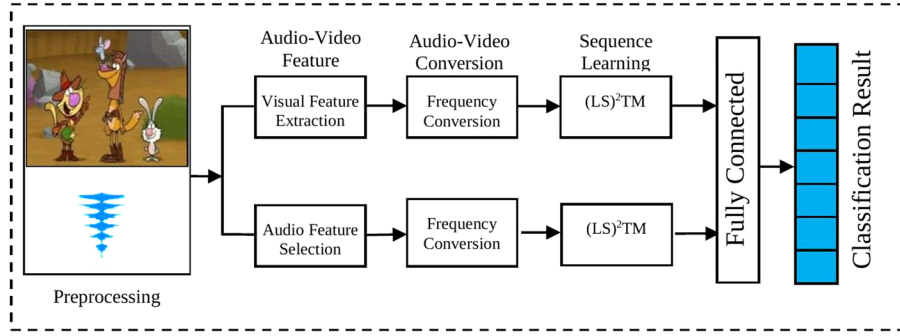 Audio-Video
Feature
Audio-Video
Conversion
Sequence
Learning
Visual Feature
Extraction
Frequency
Conversion
(LS)²TM
Audio Feature
Selection
Frequency
Conversion
(LS)²TM
Fully Connected
Classification Result
Preprocessing